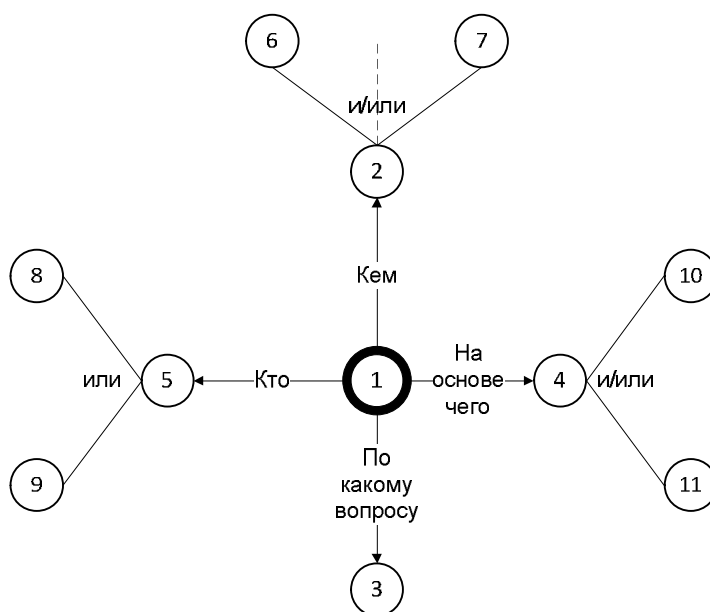 6
7
и/или
2
8
Кем
10
или
5
Кто
1
На
основе
чего
4
и/или
9
По
какому
вопросу
11
3